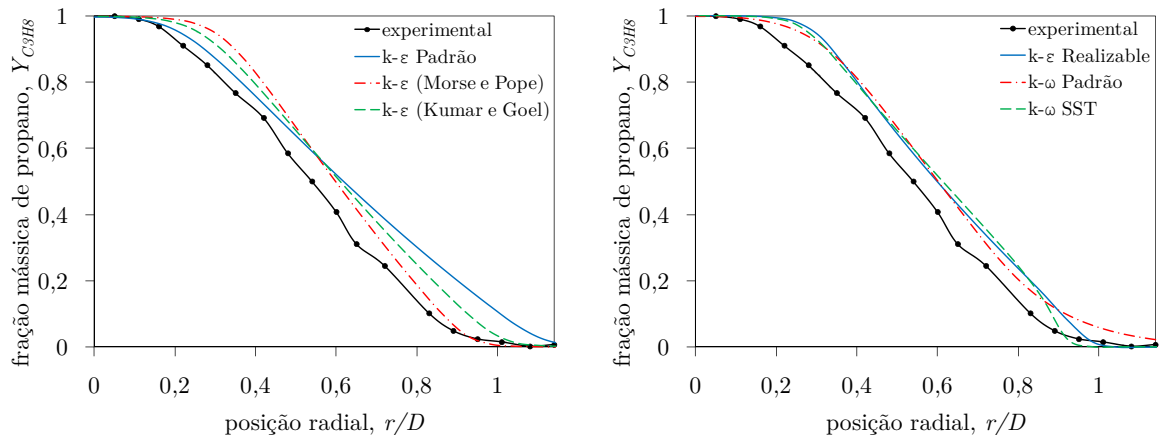 1
0,8
0,6
0,4
0,2
0
0
0,2
0,4
0,6
0,8
1
fração mássica de propano, Y_C3H8
posição radial, r/D
experimental
k-ε Padrão
k-ε (Morse e Pope)
k-ε (Kumar e Goel)
1
0,8
0,6
0,4
0,2
0
0
0,2
0,4
0,6
0,8
1
fração mássica de propano, Y_C3H8
posição radial, r/D
experimental
k-ε Realizable
k-ω Padrão
k-ω SST